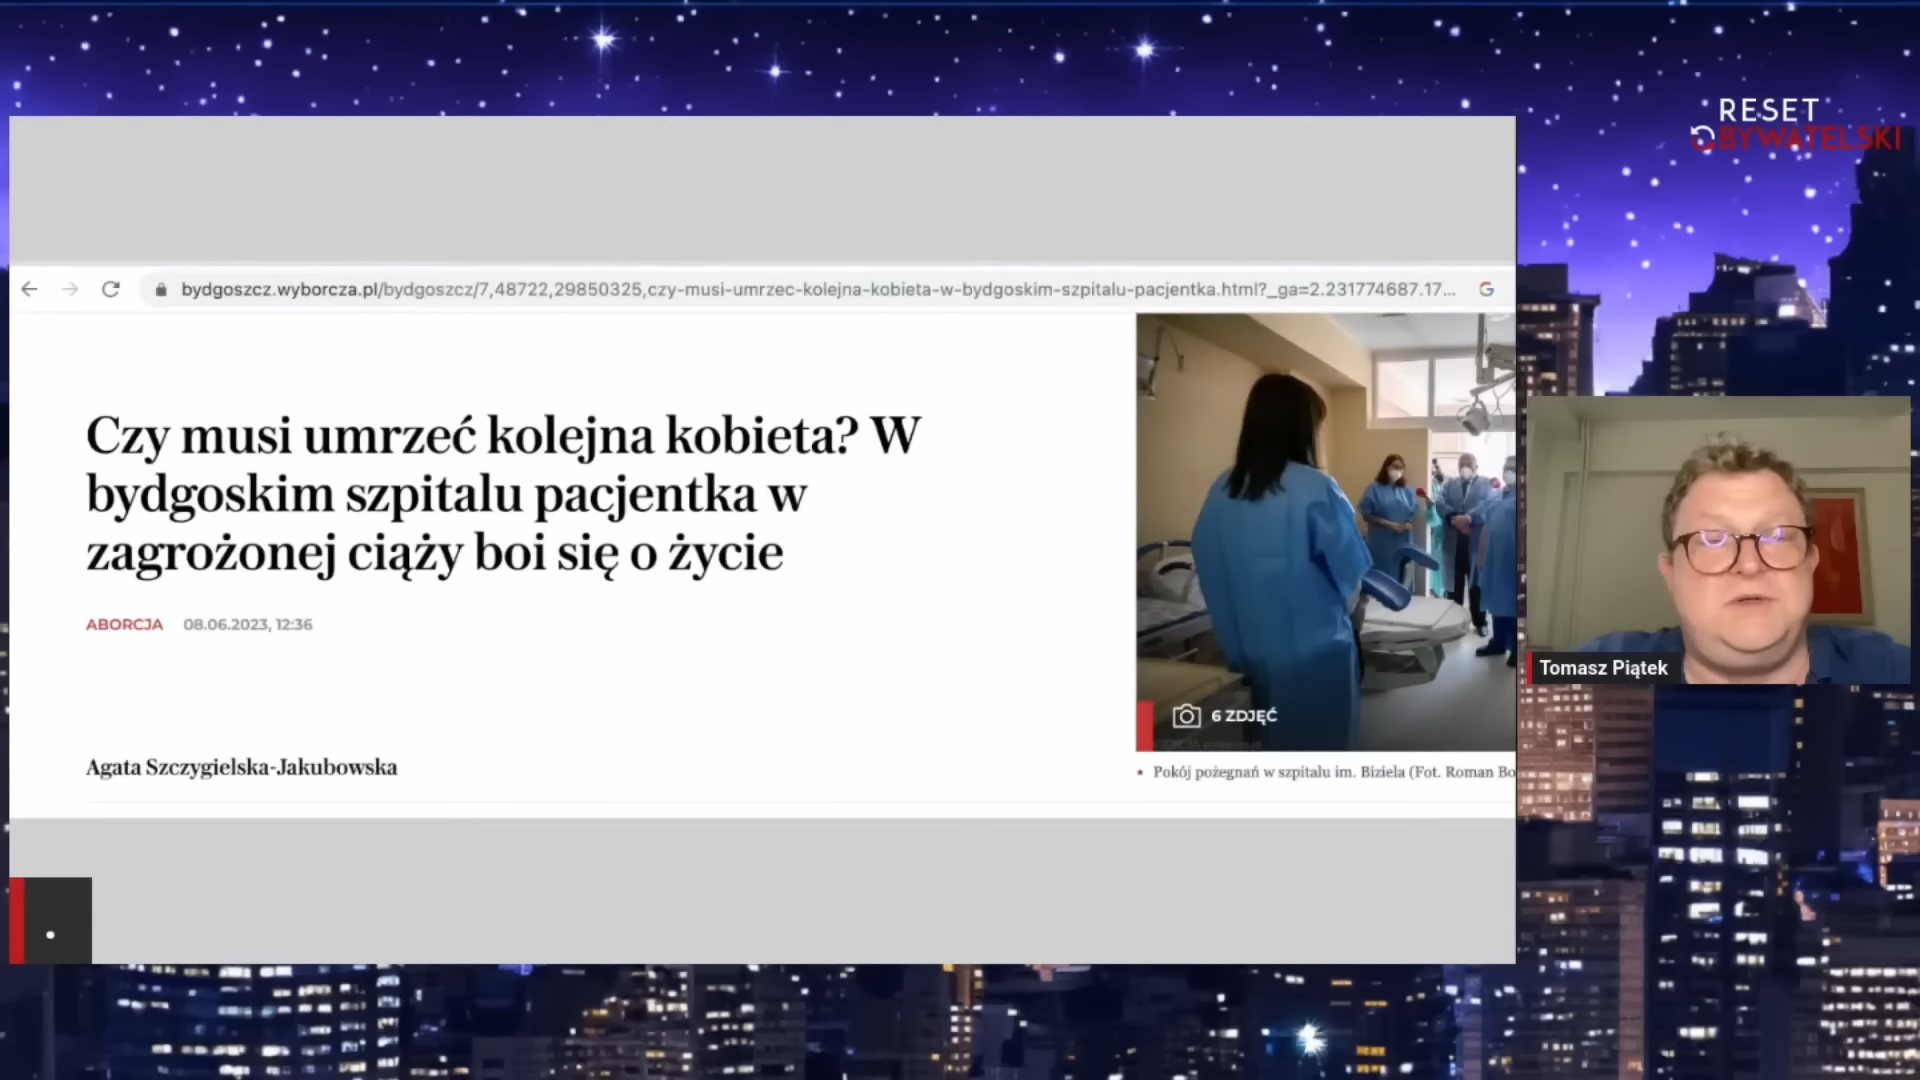 RESET
OBYWATELSKI
bydgoszcz.wyborcza.pl/bydgoszcz/7,48722,29850325,czy-musi-umrzec-kolejna-kobieta-w-bydgoskim-szpitalu-pacjentka.html?_ga=2.231774687.17...
Czy musi umrzeć kolejna kobieta? W
bydgoskim szpitalu pacjentka w
zagrożonej ciąży boi się o życie
ABORCJA 08.06.2023, 12:36
Agata Szczygielska-Jakubowska
6 ZDJĘĆ
• Pokój pożegnań w szpitalu im. Biziela (Fot. Roman Bo
Tomasz Piątek